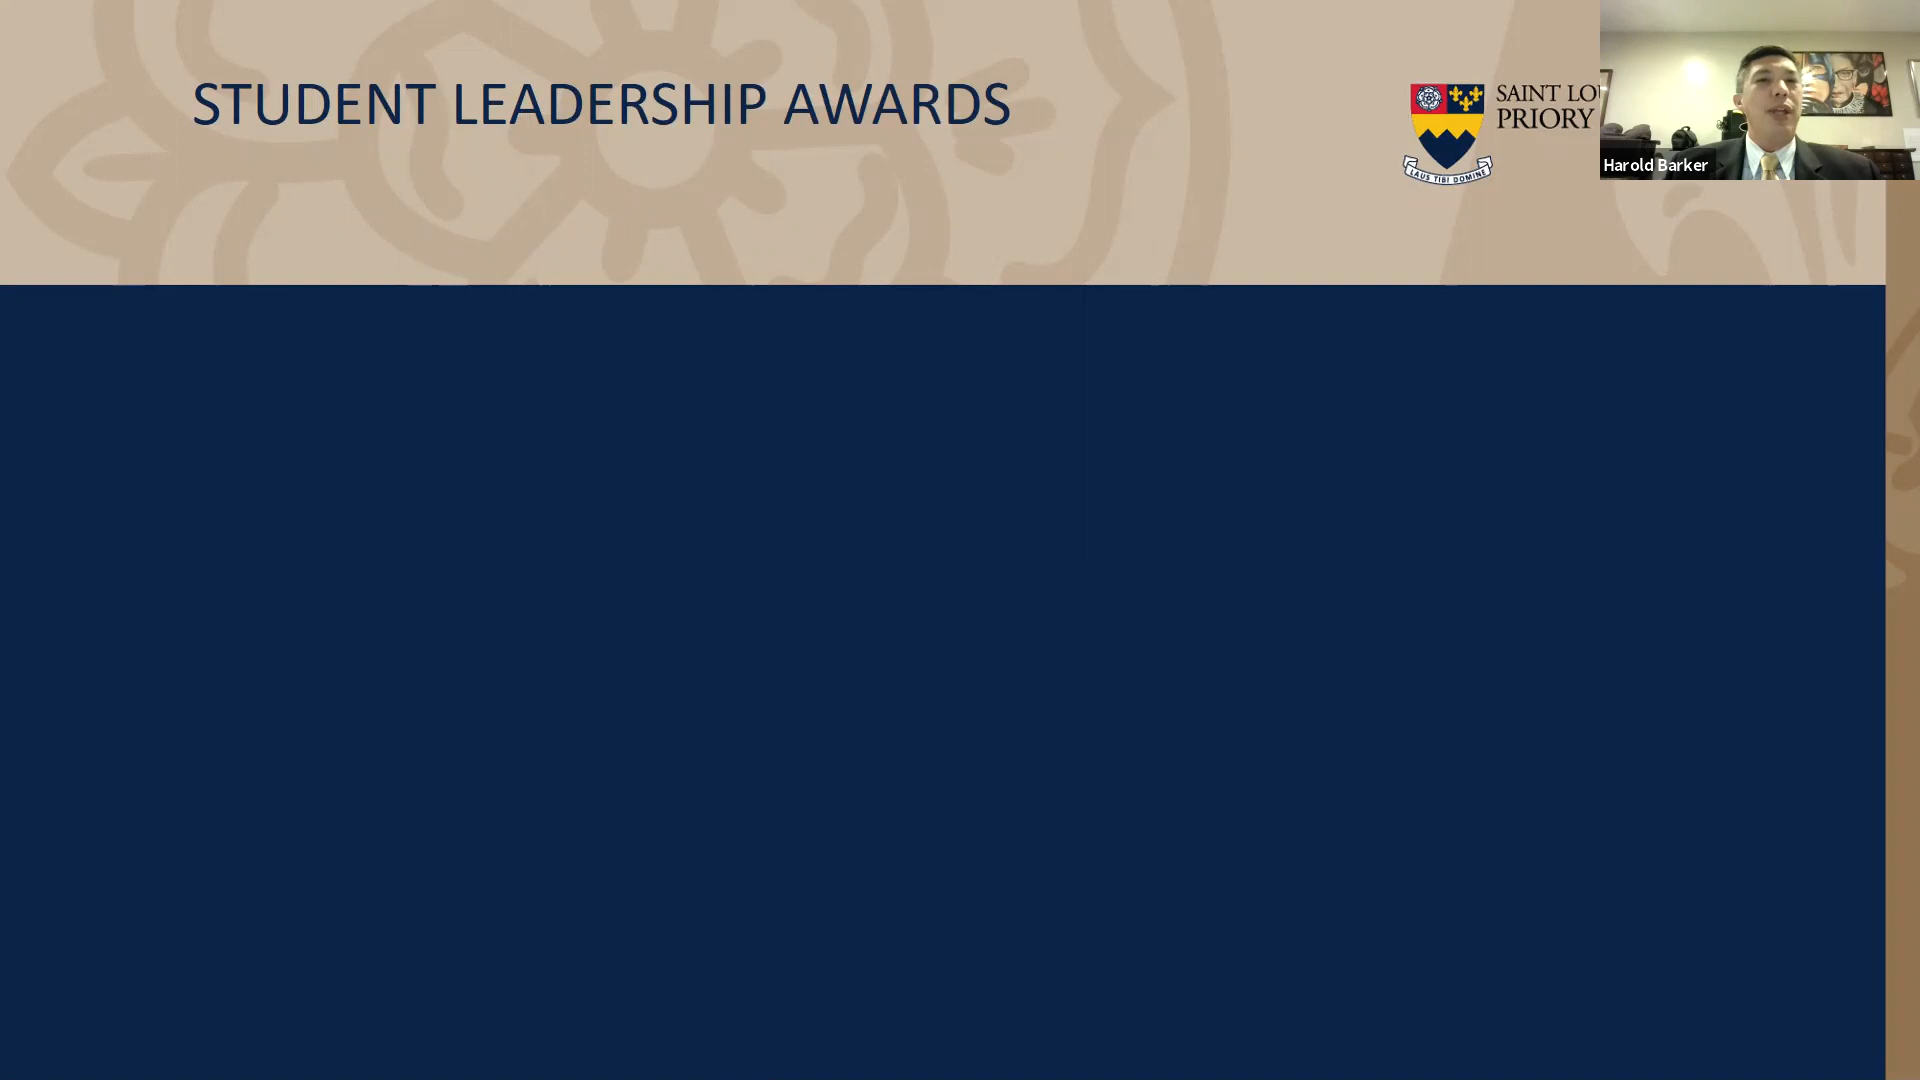 STUDENT LEADERSHIP AWARDS
SAINT LO
PRIORY
LAUS TIBI DOMINE
Harold Barker